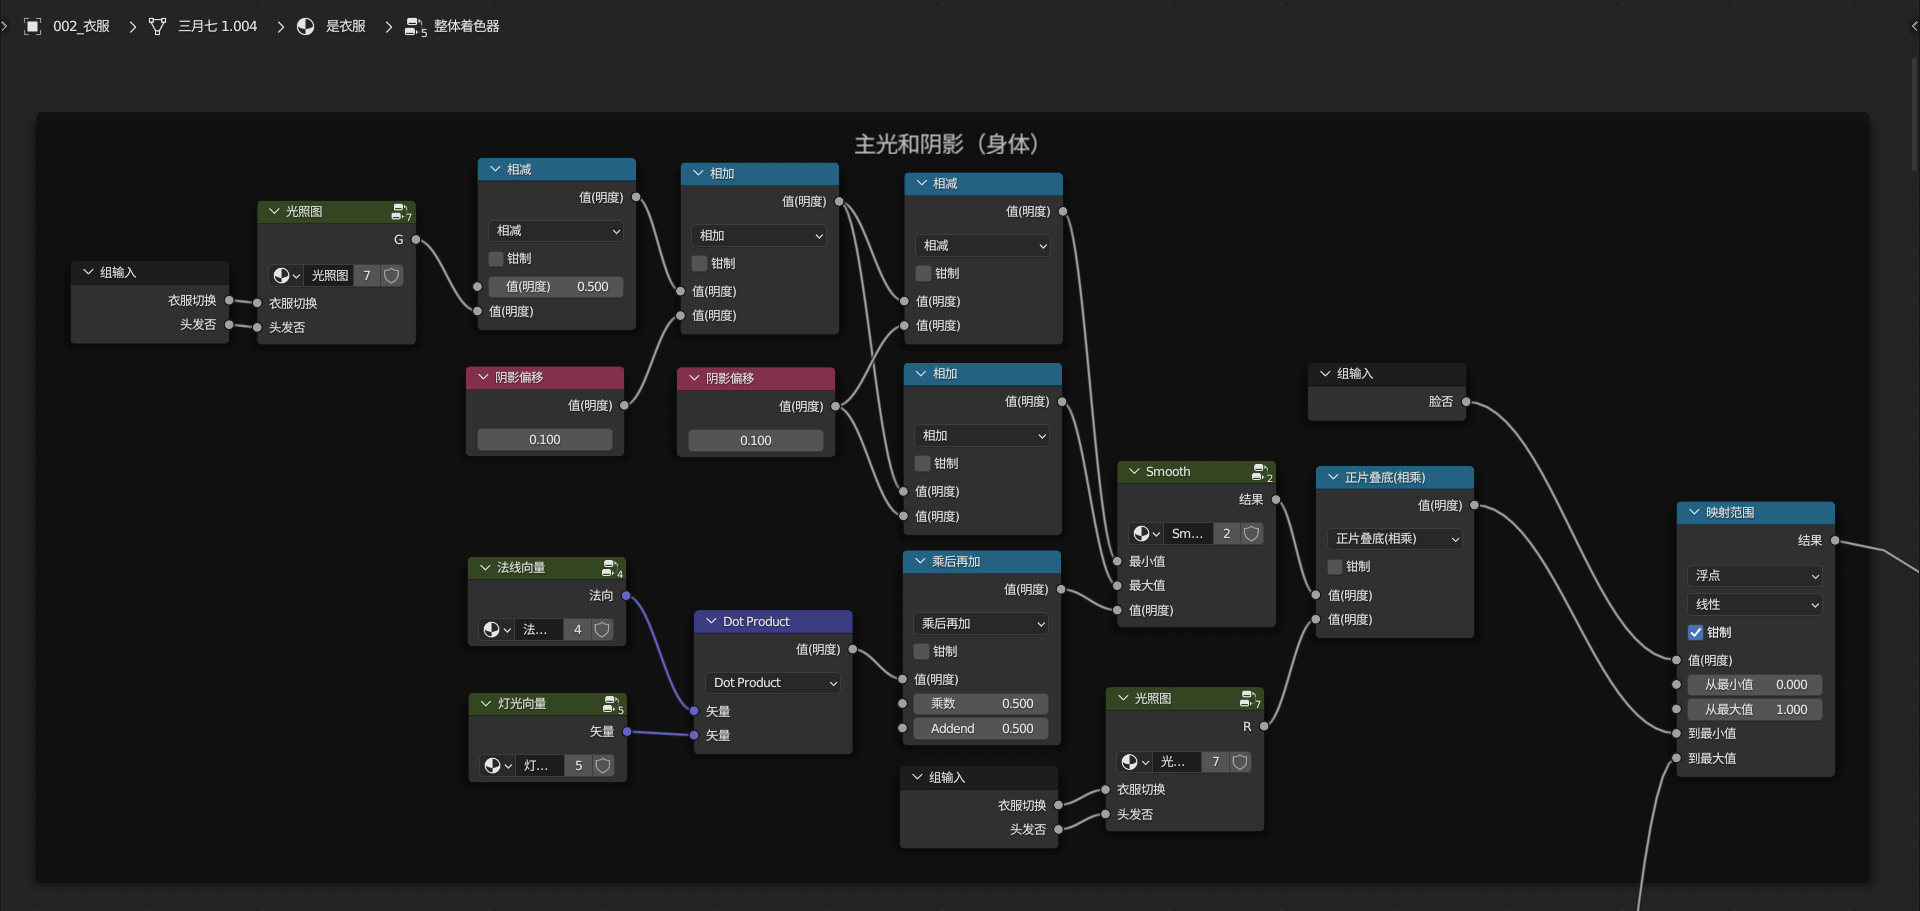 002_衣服
三月七 1.004
是衣服
5
整体着色器
主光和阴影（身体）
组输入
衣服切换
头发否
光照图
7
G
光照图
7
衣服切换
头发否
相减
值(明度)
相减
钳制
值(明度) 0.500
值(明度)
阴影偏移
值(明度)
0.100
相加
值(明度)
相加
钳制
值(明度)
值(明度)
阴影偏移
值(明度)
0.100
相减
值(明度)
相减
钳制
值(明度)
值(明度)
相加
值(明度)
相加
钳制
值(明度)
值(明度)
法线向量
4
法向
法...
4
灯光向量
5
矢量
灯...
5
Dot Product
值(明度)
Dot Product
矢量
矢量
乘后再加
值(明度)
乘后再加
钳制
值(明度)
乘数 0.500
Addend 0.500
组输入
衣服切换
头发否
Smooth
2
结果
Sm...
2
最小值
最大值
值(明度)
光照图
7
R
光...
7
衣服切换
头发否
组输入
脸否
正片叠底(相乘)
值(明度)
正片叠底(相乘)
钳制
值(明度)
值(明度)
映射范围
结果
浮点
线性
钳制
值(明度)
从最小值 0.000
从最大值 1.000
到最小值
到最大值